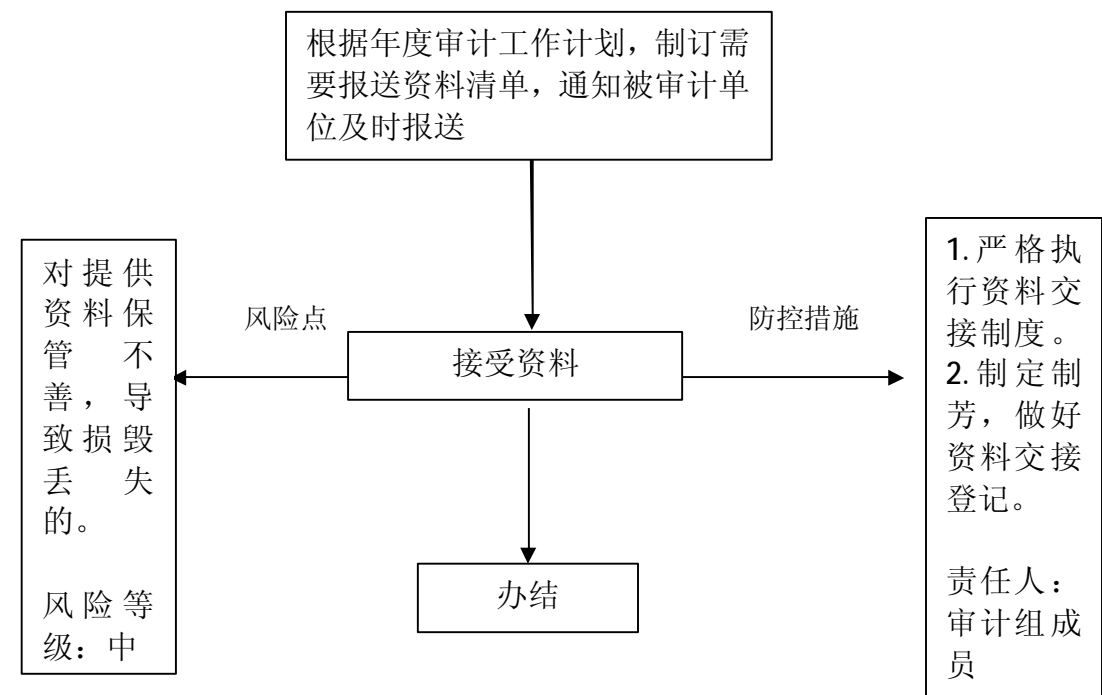 根据年度审计工作计划，制订需
要报送资料清单，通知被审计单
位及时报送
对提供
资料保
管不
善，导
致损毁
丢失
的。
风险等
级：中
风险点
接受资料
防控措施
1.严格执
行资料交
接制度。
2.制定制
芳，做好
资料交接
登记。
责任人：
审计组成
员
办结